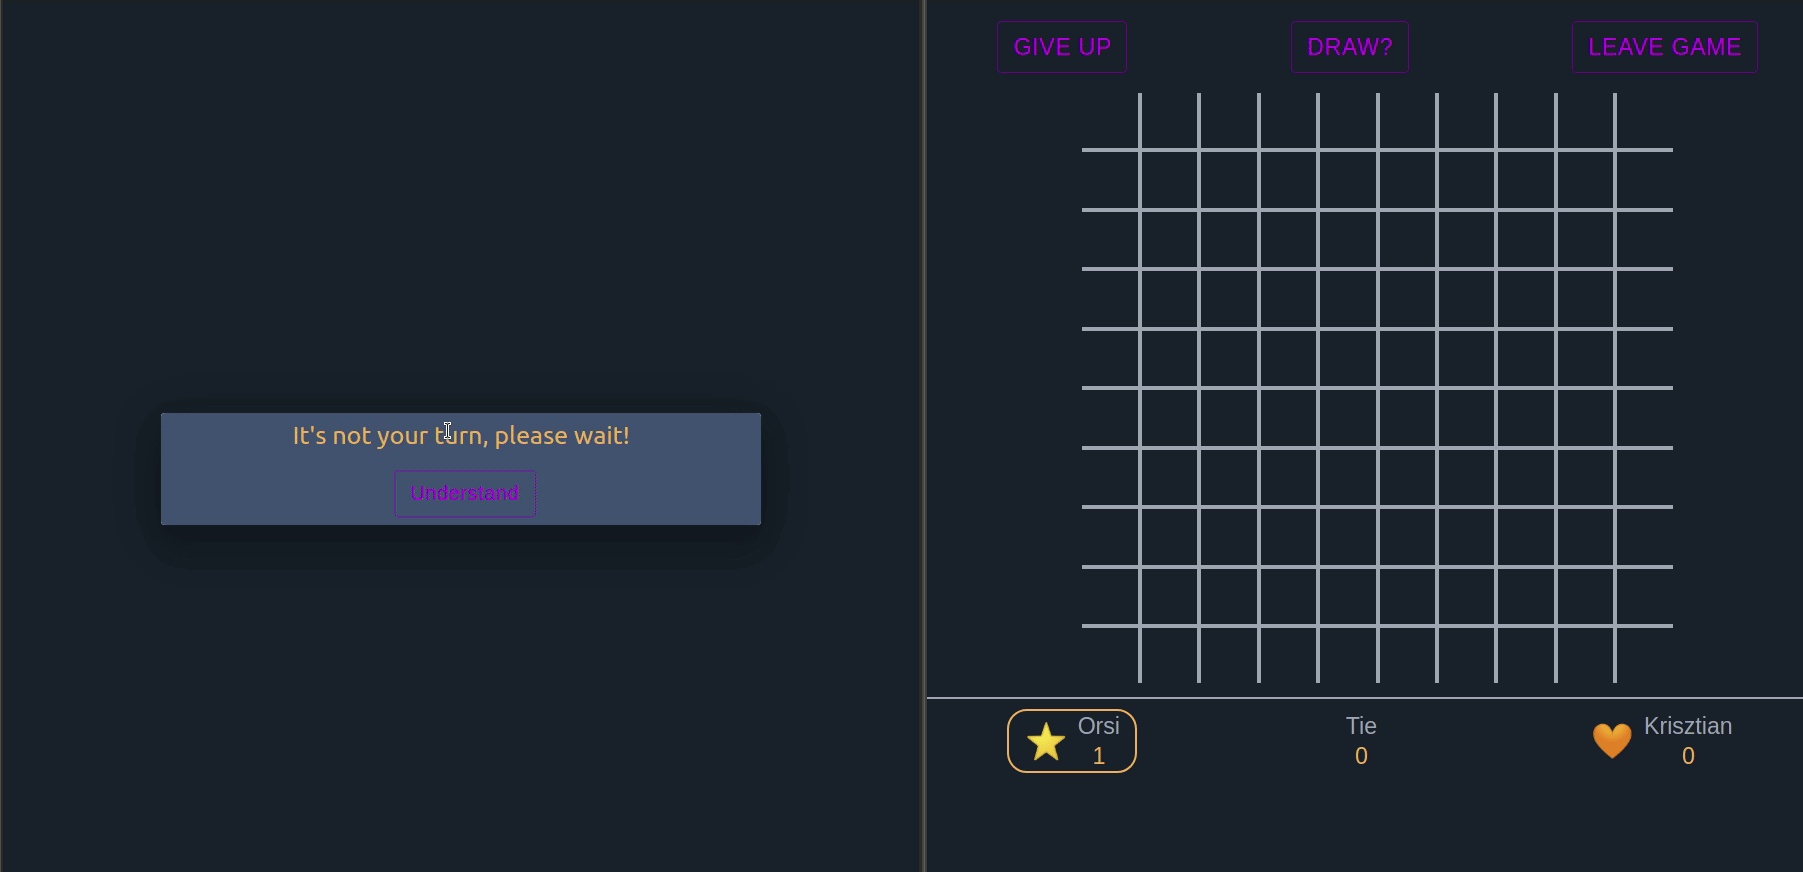 It's not your turn, please wait!
Understand
GIVE UP
DRAW?
LEAVE GAME
Orsi
1
Tie
0
Krisztian
0